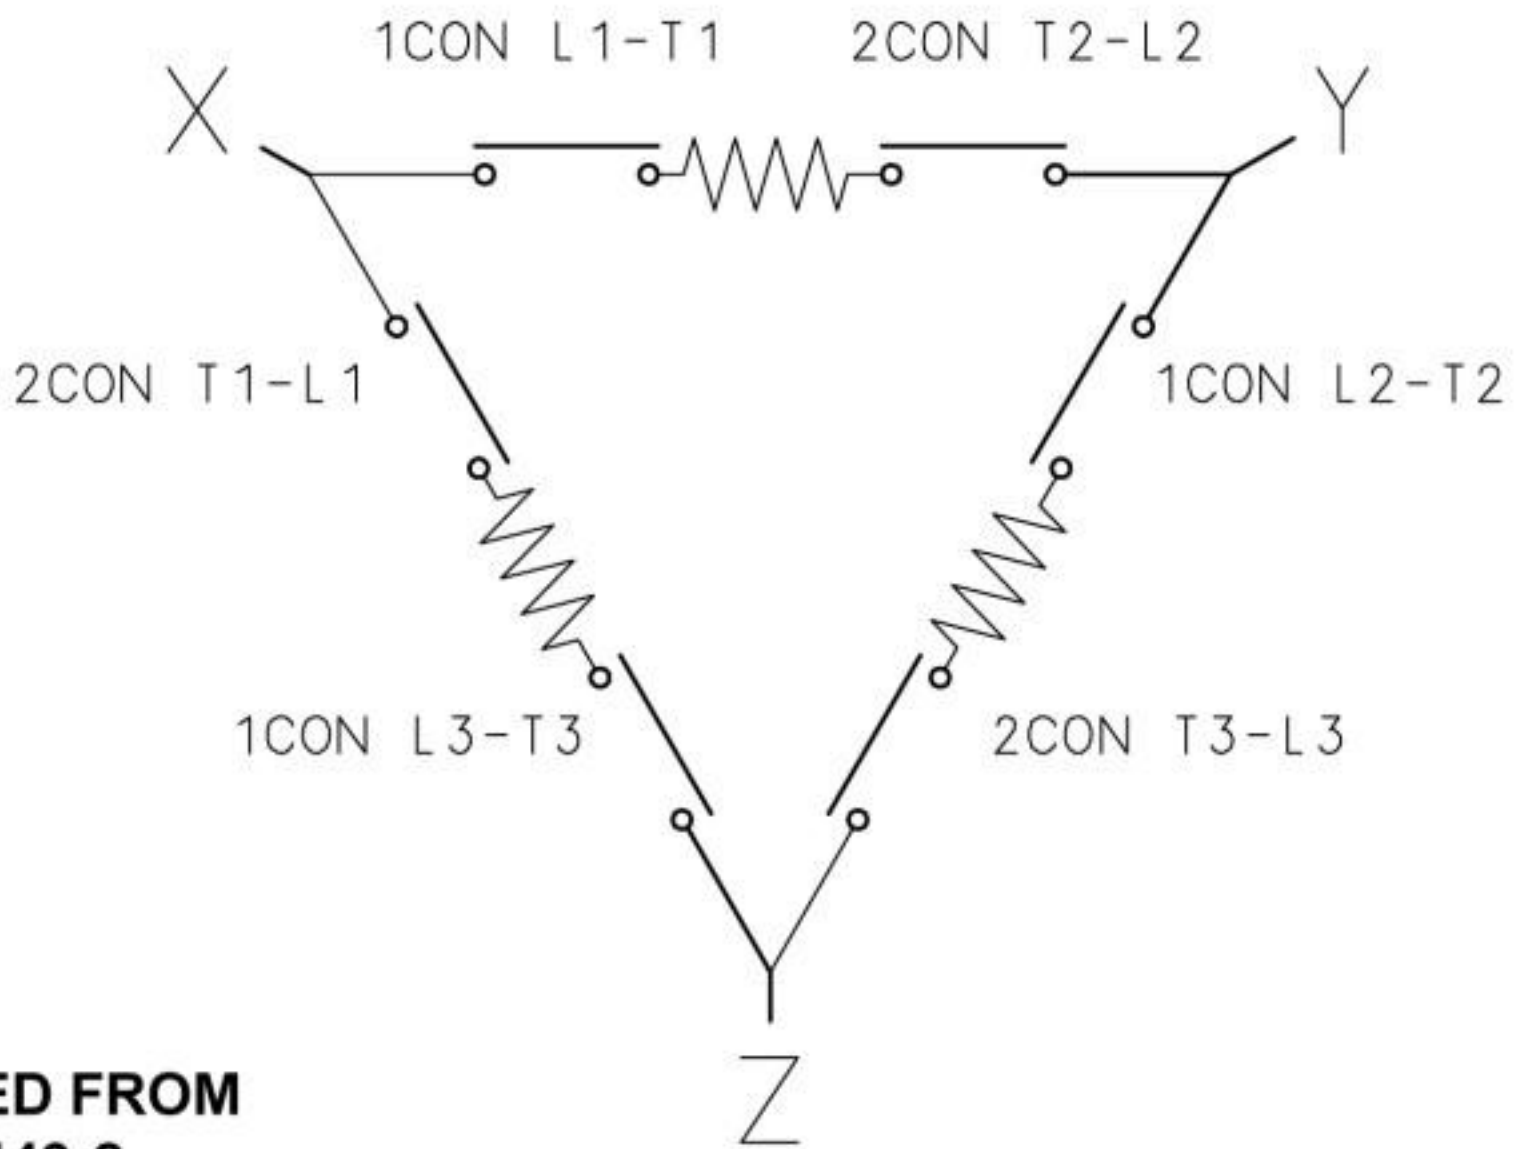 1CON L1-T1 2CON T2-L2
X Y
2CON T1-L1 1CON L2-T2
1CON L3-T3 2CON T3-L3
Z
ED FROM